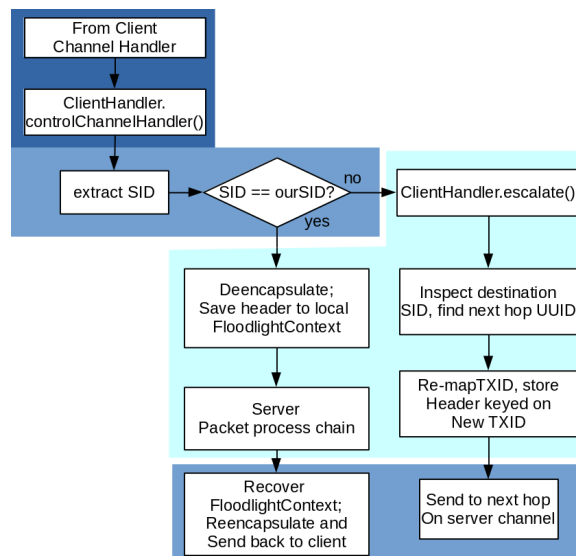 From Client
Channel Handler
ClientHandler.
controlChannelHandler()
extract SID
SID == ourSID?
no
yes
ClientHandler.escalate()
Deencapsulate;
Save header to local
FloodlightContext
Inspect destination
SID, find next hop UUID
Server
Packet process chain
Re-mapTXID, store
Header keyed on
New TXID
Recover
FloodlightContext;
Reencapsulate and
Send back to client
Send to next hop
On server channel